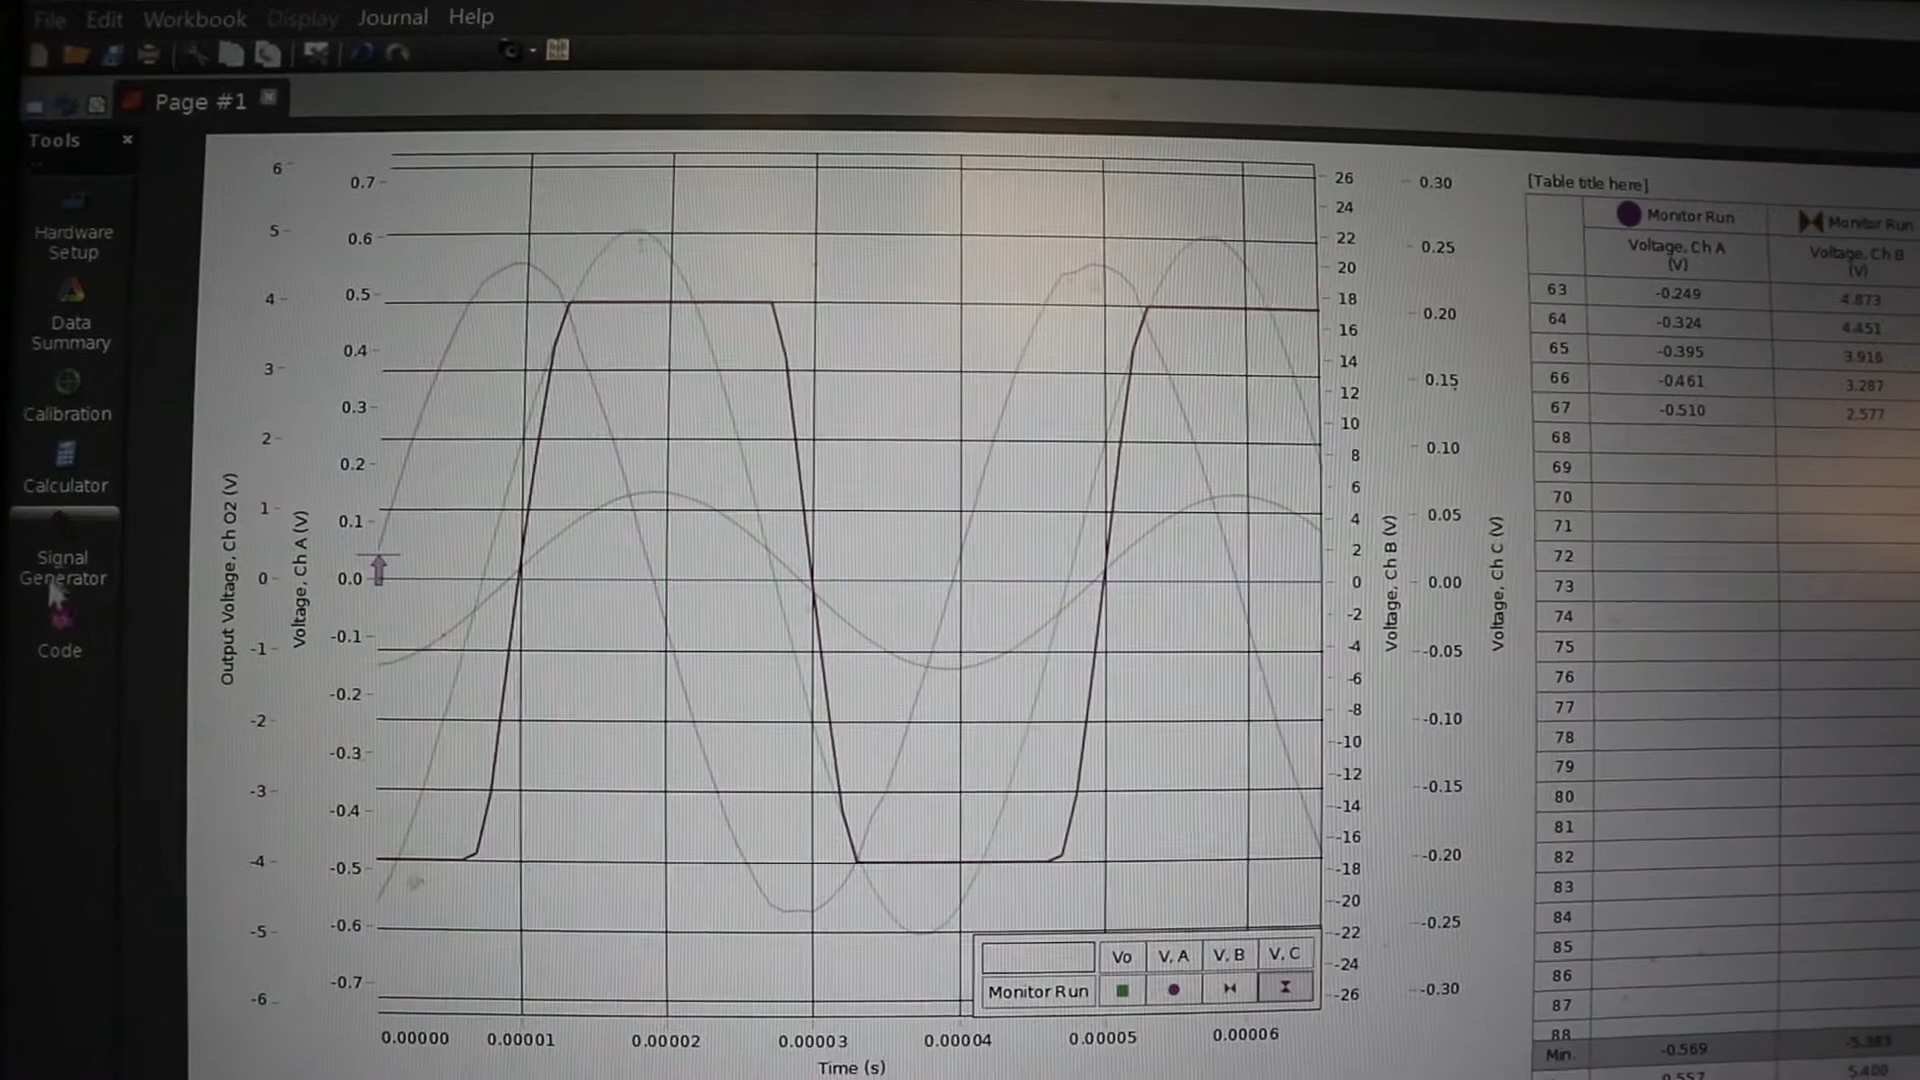 File Edit Workbook Display Journal Help
Page #1
Tools
Hardware
Setup
Data
Summary
Calibration
Calculator
Signal
Generator
Code
Output Voltage, Ch O2 (V)
6
5
4
3
2
1
0
-1
-2
-3
-4
-5
-6
Voltage, Ch A (V)
0.7
0.6
0.5
0.4
0.3
0.2
0.1
0.0
-0.1
-0.2
-0.3
-0.4
-0.5
-0.6
-0.7
26
24
22
20
18
16
14
12
10
8
6
4
2
0
-2
-4
-6
-8
-10
-12
-14
-16
-18
-20
-22
-24
-26
Voltage, Ch B (V)
0.30
0.25
0.20
0.15
0.10
0.05
0.00
-0.05
-0.10
-0.15
-0.20
-0.25
-0.30
Voltage, Ch C (V)
Vo V, A V, B V, C
Monitor Run
0.00000 0.00001 0.00002 0.00003 0.00004 0.00005 0.00006
Time (s)
[Table title here]
Monitor Run Monitor Run
Voltage, Ch A
(V)
Voltage, Ch B
(V)
63 -0.249 4.873
64 -0.324 4.451
65 -0.395 3.916
66 -0.461 3.287
67 -0.510 2.577
68
69
70
71
72
73
74
75
76
77
78
79
80
81
82
83
84
85
86
87
88
Min. -0.569 -5.383
0.557 5.400